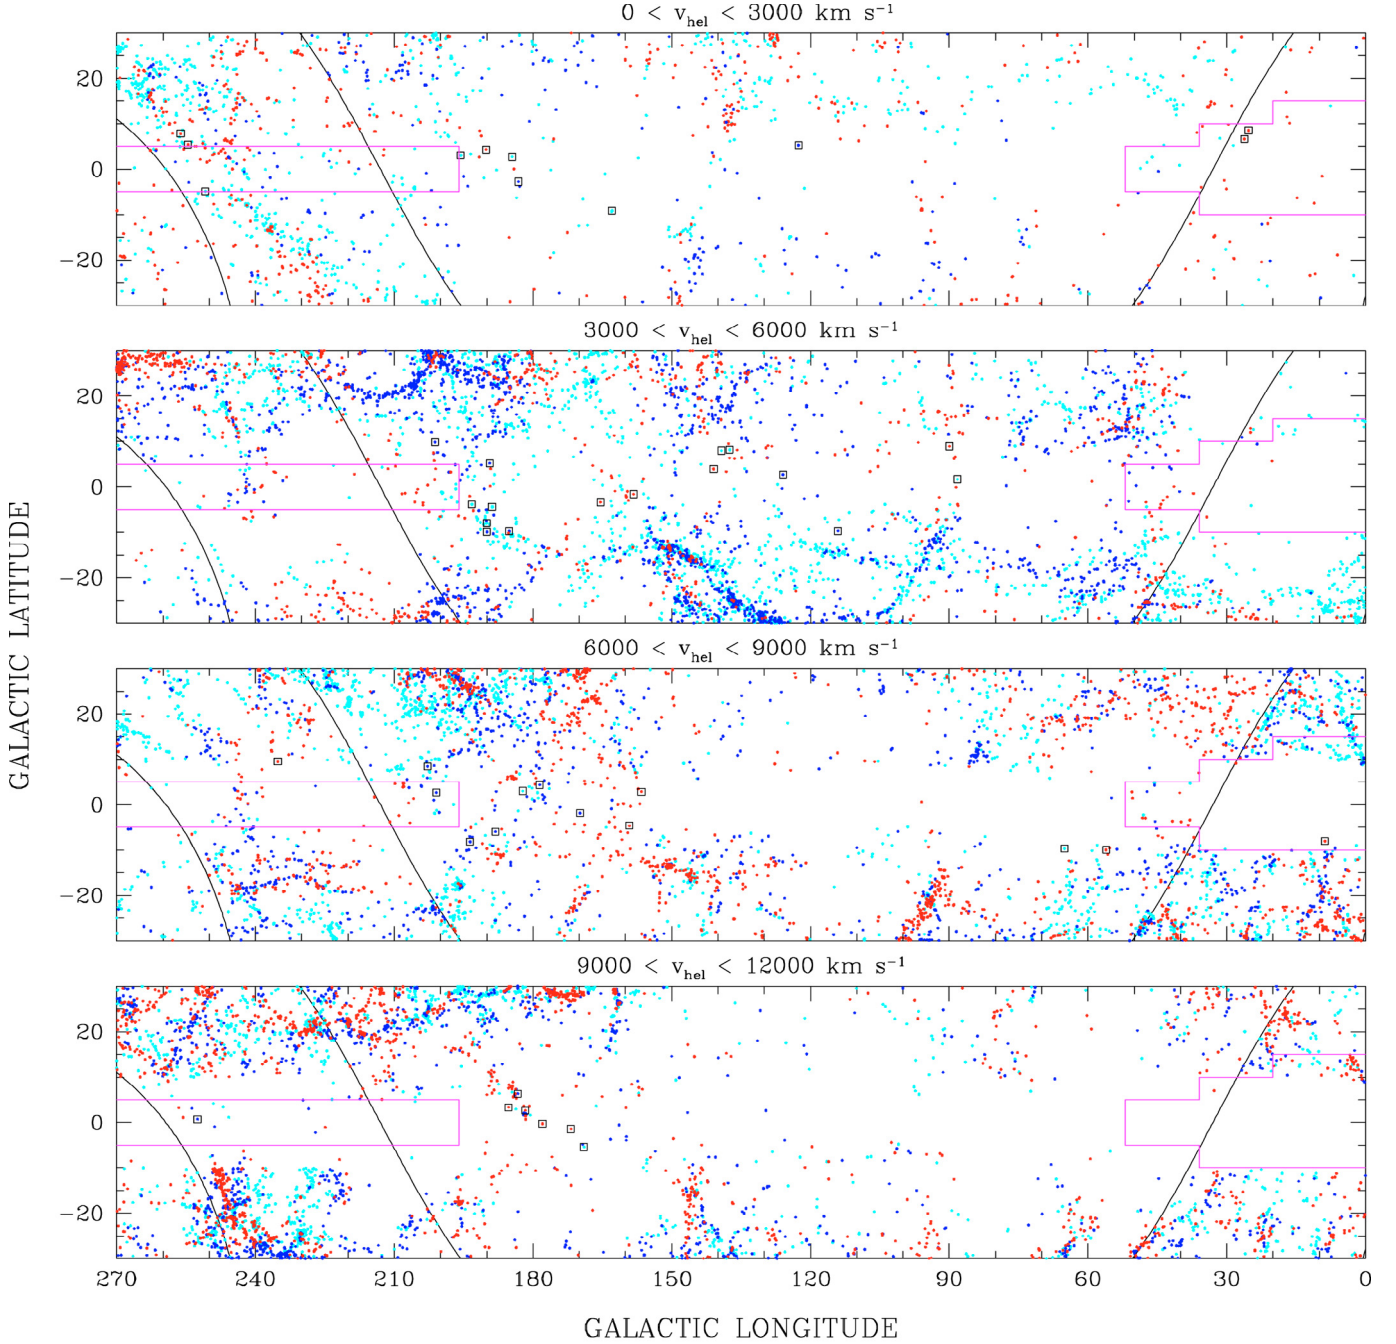 0 < v_hel < 3000 km s⁻¹
20
0
−20
3000 < v_hel < 6000 km s⁻¹
20
0
−20
GALACTIC LATITUDE
6000 < v_hel < 9000 km s⁻¹
20
0
−20
9000 < v_hel < 12000 km s⁻¹
20
0
−20
270 240 210 180 150 120 90 60 30 0
GALACTIC LONGITUDE